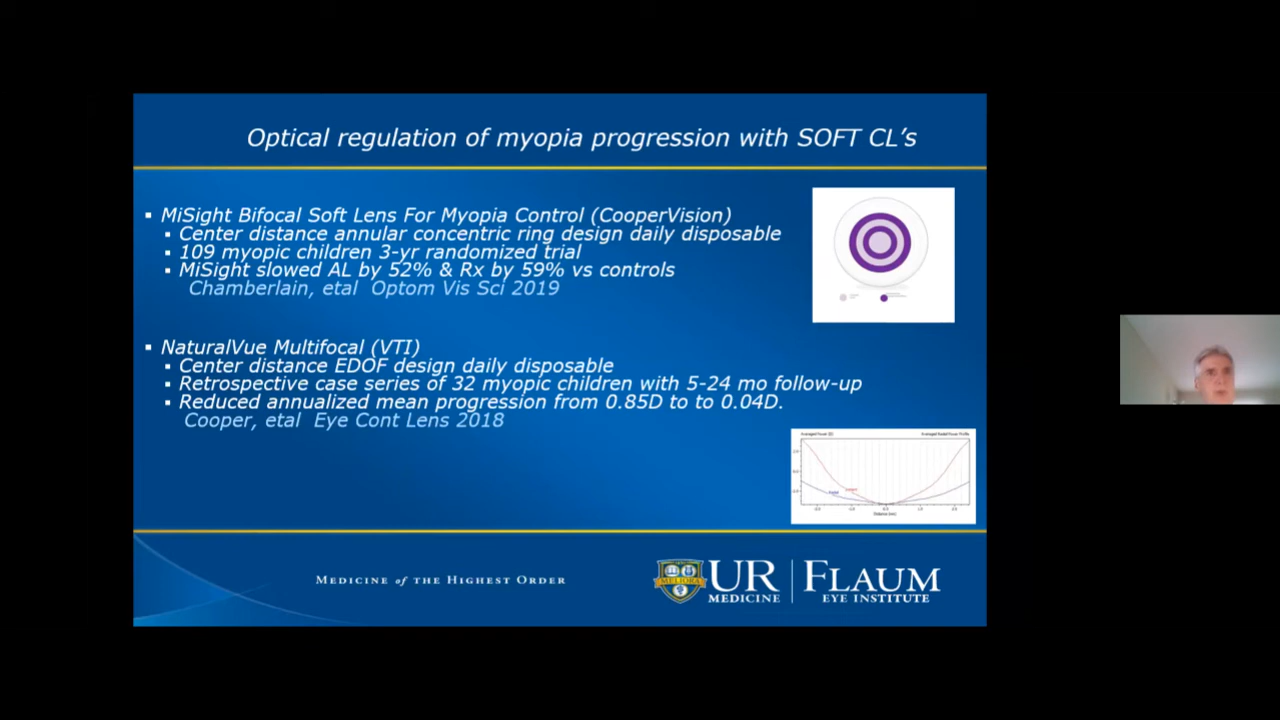 Optical regulation of myopia progression with SOFT CL's
▪ MiSight Bifocal Soft Lens For Myopia Control (CooperVision)
▪ Center distance annular concentric ring design daily disposable
▪ 109 myopic children 3-yr randomized trial
▪ MiSight slowed AL by 52% & Rx by 59% vs controls
Chamberlain, etal Optom Vis Sci 2019
▪ NaturalVue Multifocal (VTI)
▪ Center distance EDOF design daily disposable
▪ Retrospective case series of 32 myopic children with 5-24 mo follow-up
▪ Reduced annualized mean progression from 0.85D to to 0.04D.
Cooper, etal Eye Cont Lens 2018
MEDICINE of THE HIGHEST ORDER
MELIORA
UR
MEDICINE
FLAUM
EYE INSTITUTE